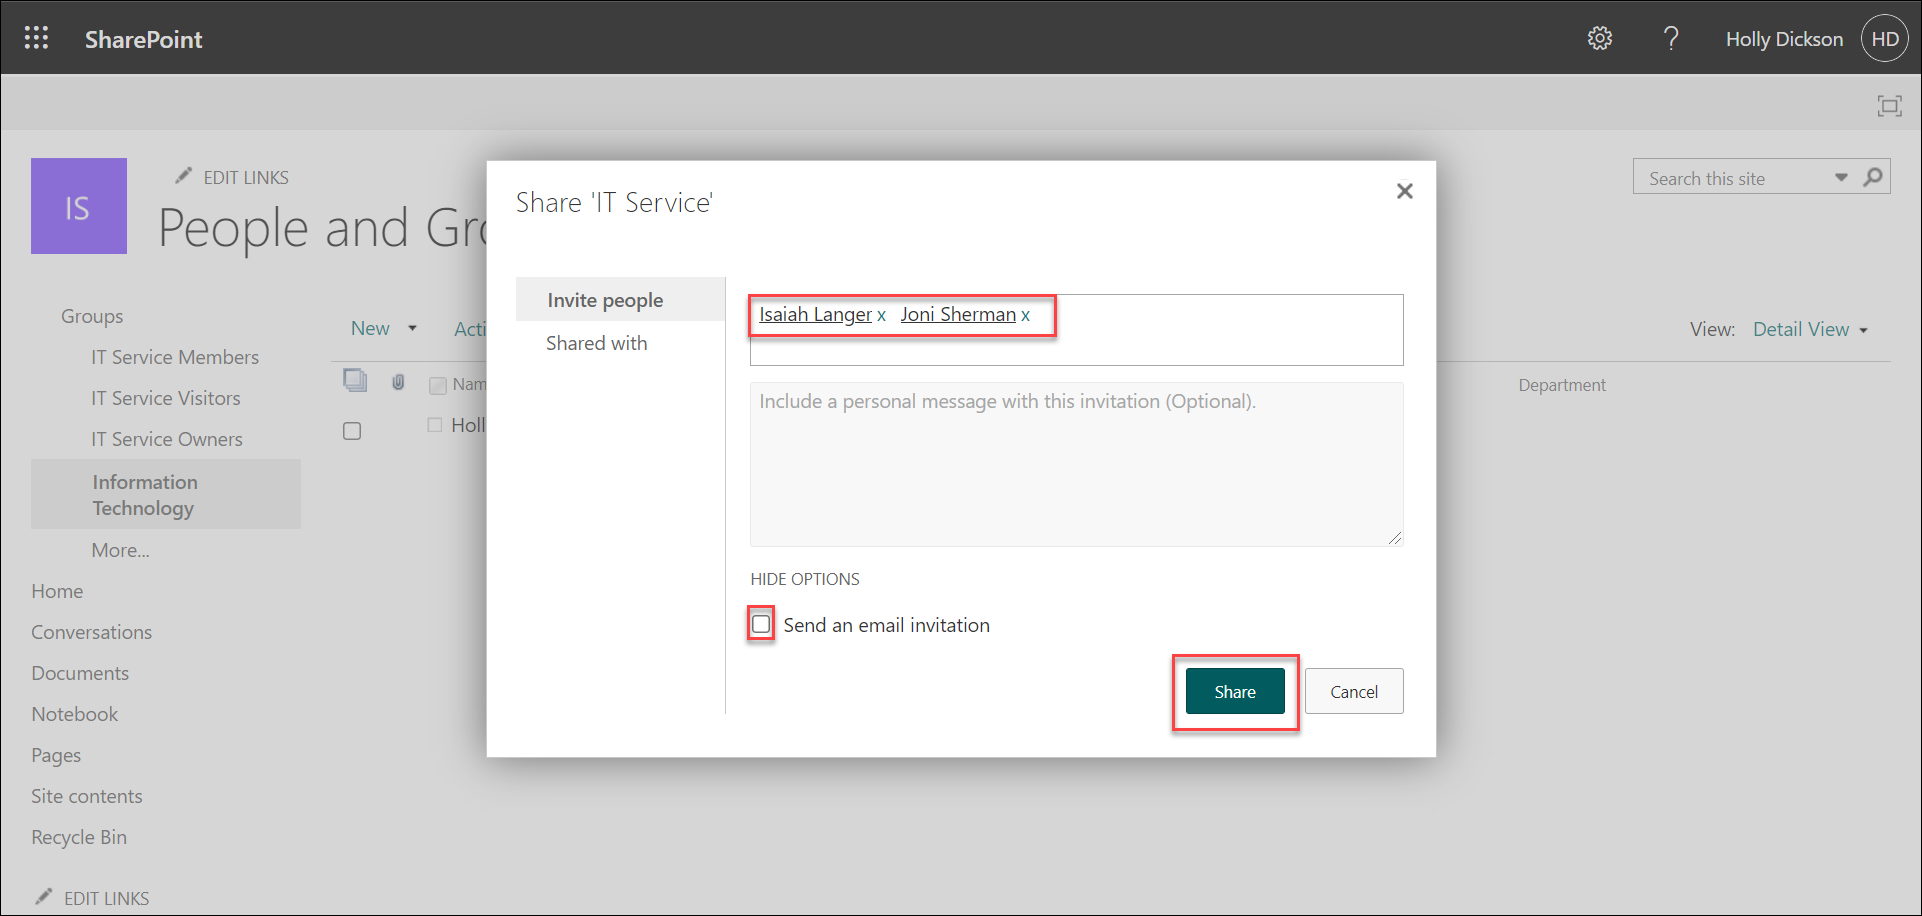 SharePoint
Holly Dickson
HD
EDIT LINKS
IS
People and Gro
Search this site
Groups
IT Service Members
IT Service Visitors
IT Service Owners
Information
Technology
More...
Home
Conversations
Documents
Notebook
Pages
Site contents
Recycle Bin
EDIT LINKS
New
Acti
Nam
Holl
View: Detail View
Department
Share 'IT Service'
Invite people
Shared with
Isaiah Langer x Joni Sherman x
Include a personal message with this invitation (Optional).
HIDE OPTIONS
Send an email invitation
Share
Cancel